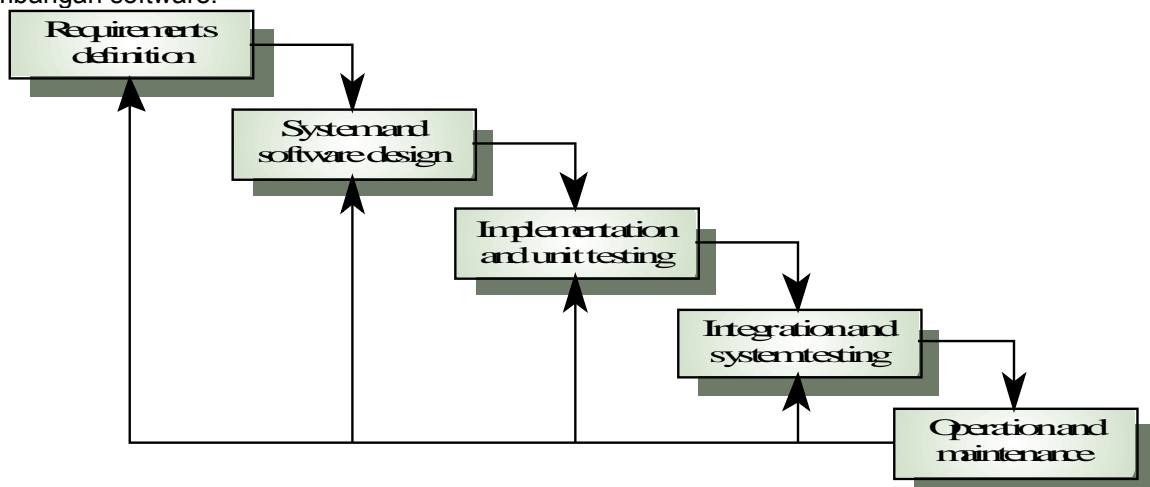 mbangan software.
Requirements
definition
System and
software design
Implementation
and unit testing
Integration and
system testing
Operation and
maintenance